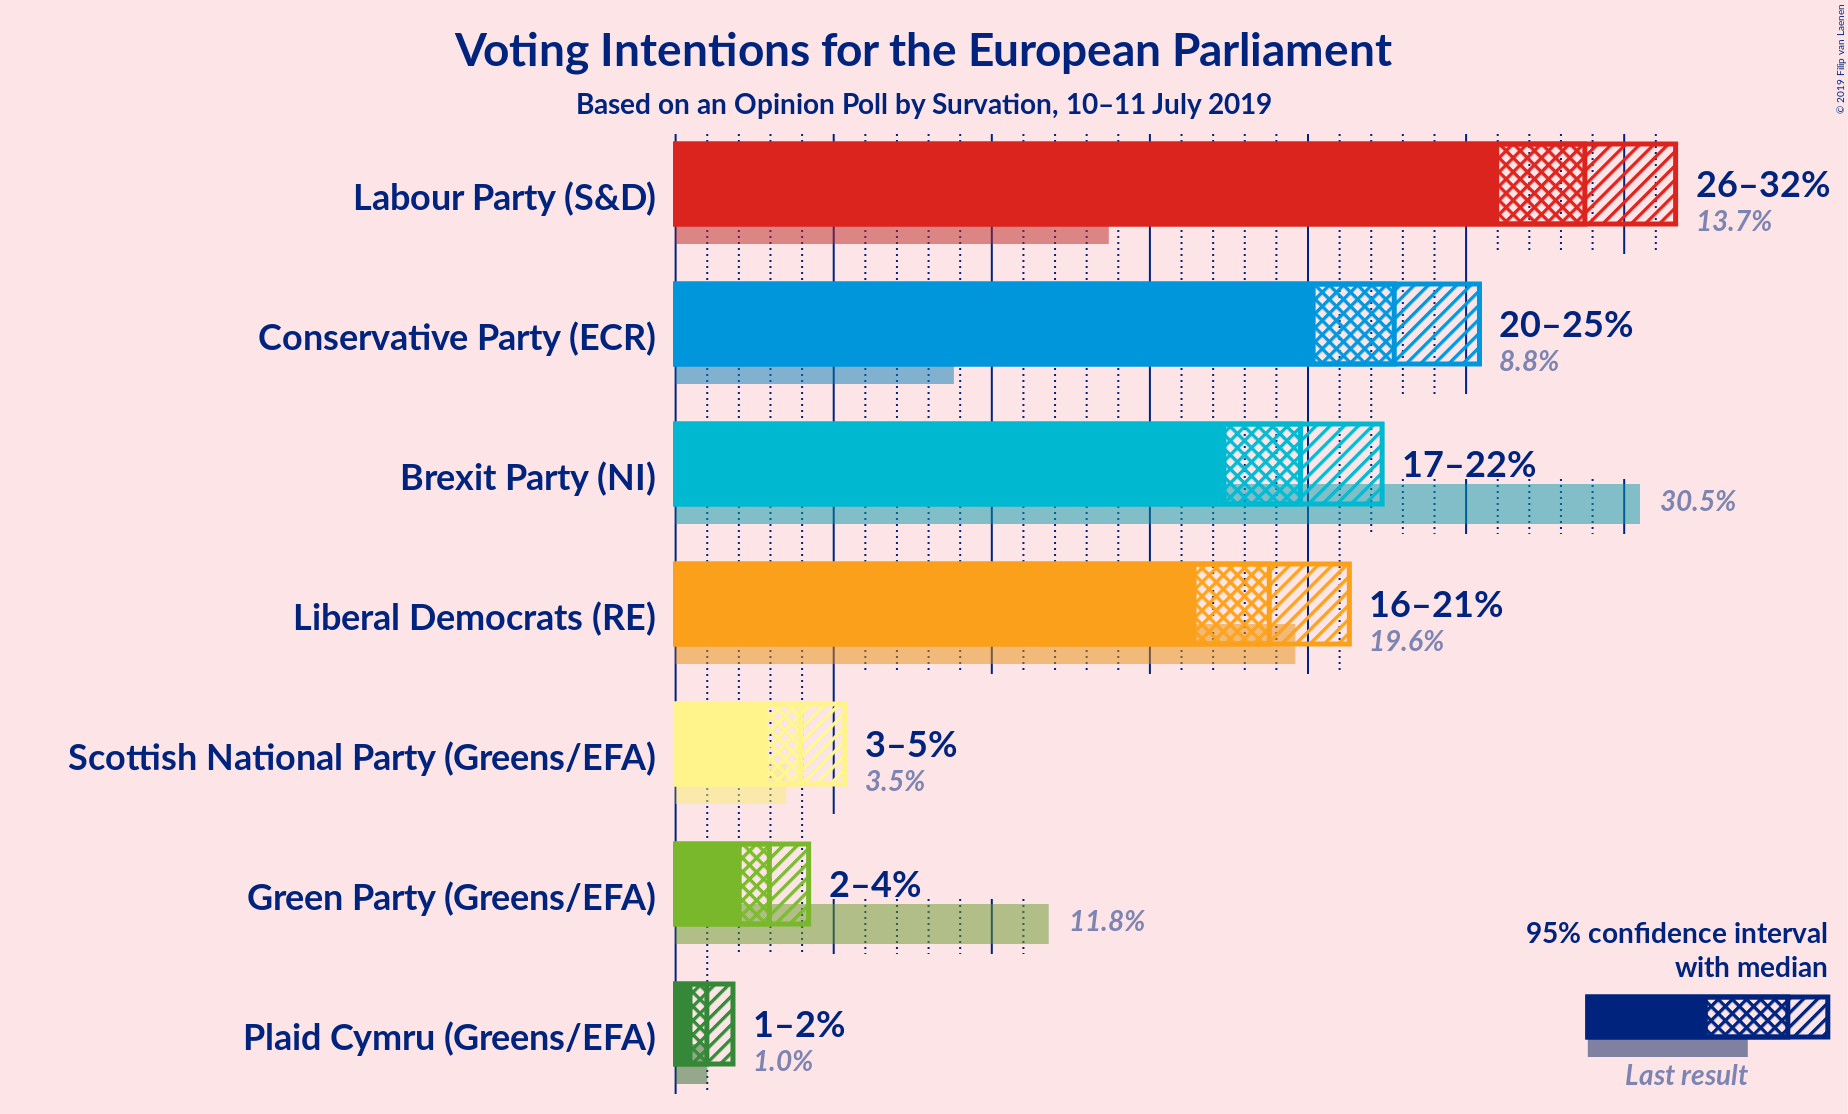 Voting Intentions for the European Parliament
Based on an Opinion Poll by Survation, 10–11 July 2019
© 2019 Filip van Laenen
Labour Party (S&D)
26–32%
13.7%
Conservative Party (ECR)
20–25%
8.8%
Brexit Party (NI)
17–22%
30.5%
Liberal Democrats (RE)
16–21%
19.6%
Scottish National Party (Greens/EFA)
3–5%
3.5%
Green Party (Greens/EFA)
2–4%
11.8%
Plaid Cymru (Greens/EFA)
1–2%
1.0%
95% confidence interval
with median
Last result